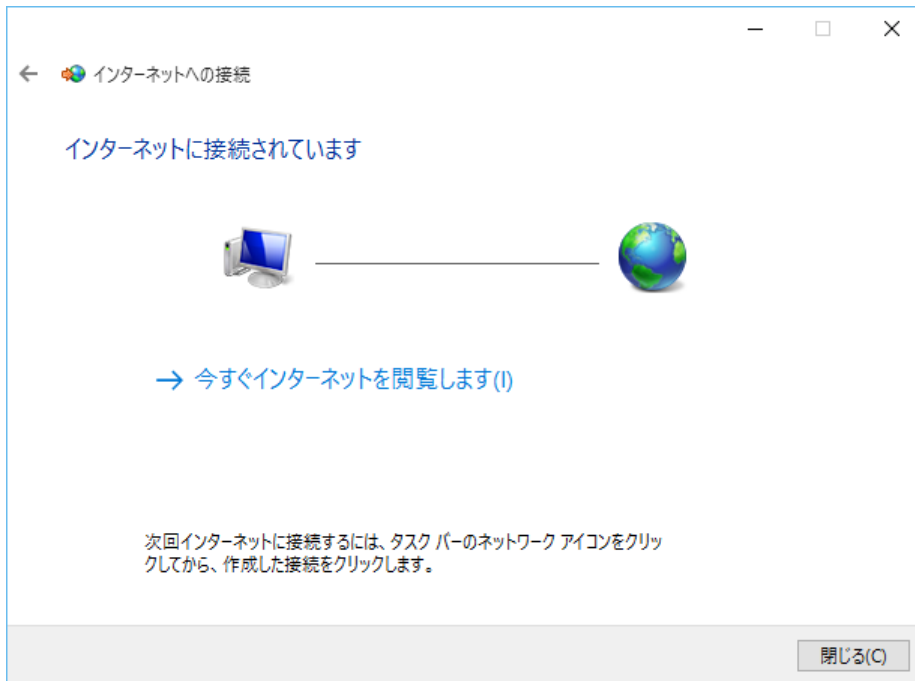 インターネットへの接続
インターネットに接続されています
→ 今すぐインターネットを閲覧します(I)
次回インターネットに接続するには、タスク バーのネットワーク アイコンをクリッ
クしてから、作成した接続をクリックします。
閉じる(C)